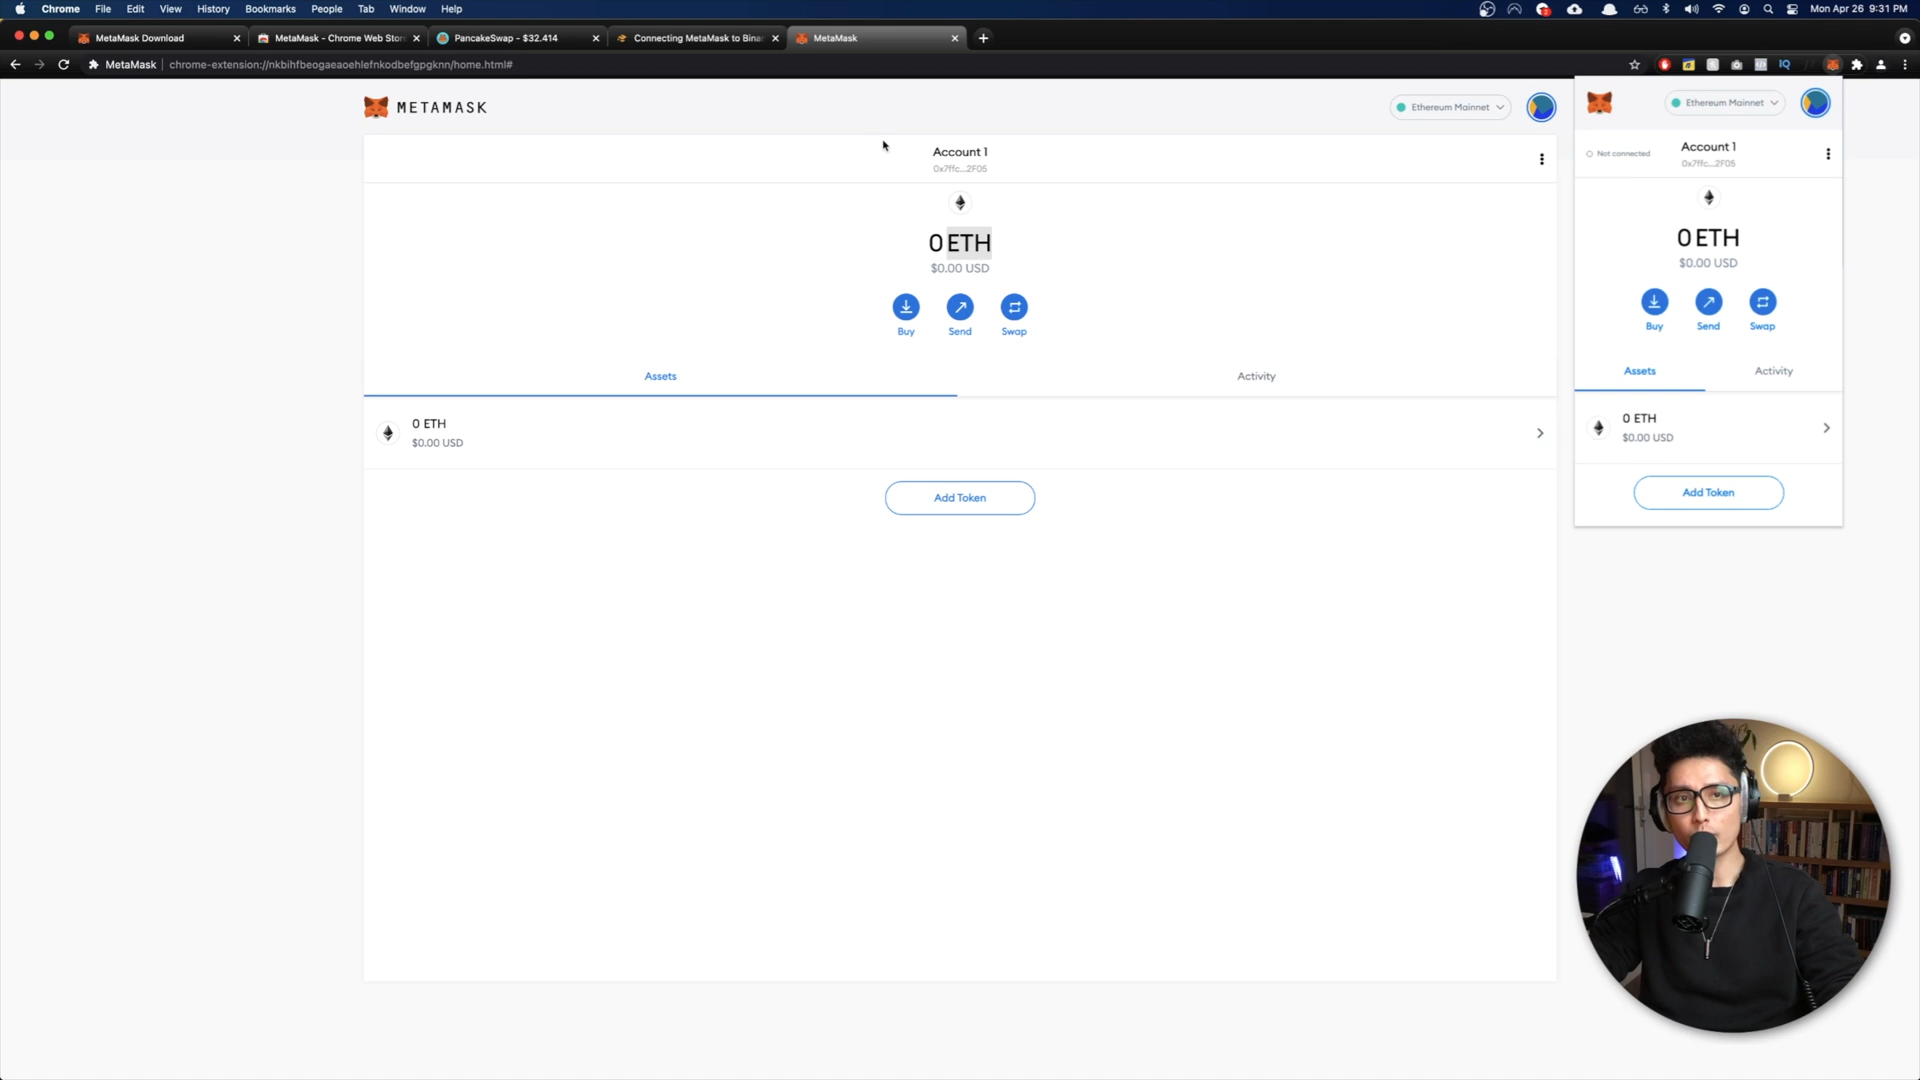 Chrome File Edit View History Bookmarks People Tab Window Help
Mon Apr 26 9:31 PM
MetaMask Download
MetaMask - Chrome Web Stor
PancakeSwap - $32.414
Connecting MetaMask to Bina
MetaMask
MetaMask chrome-extension://nkbihfbeogaeaoehlefnkodbefgpgknn/home.html#
IQ
METAMASK
Ethereum Mainnet
Account 1
0x7ffc...2F05
0 ETH
$0.00 USD
Buy Send Swap
Assets Activity
0 ETH
$0.00 USD
Add Token
Ethereum Mainnet
Not connected
Account 1
0x7ffc...2F05
0 ETH
$0.00 USD
Buy Send Swap
Assets Activity
0 ETH
$0.00 USD
Add Token